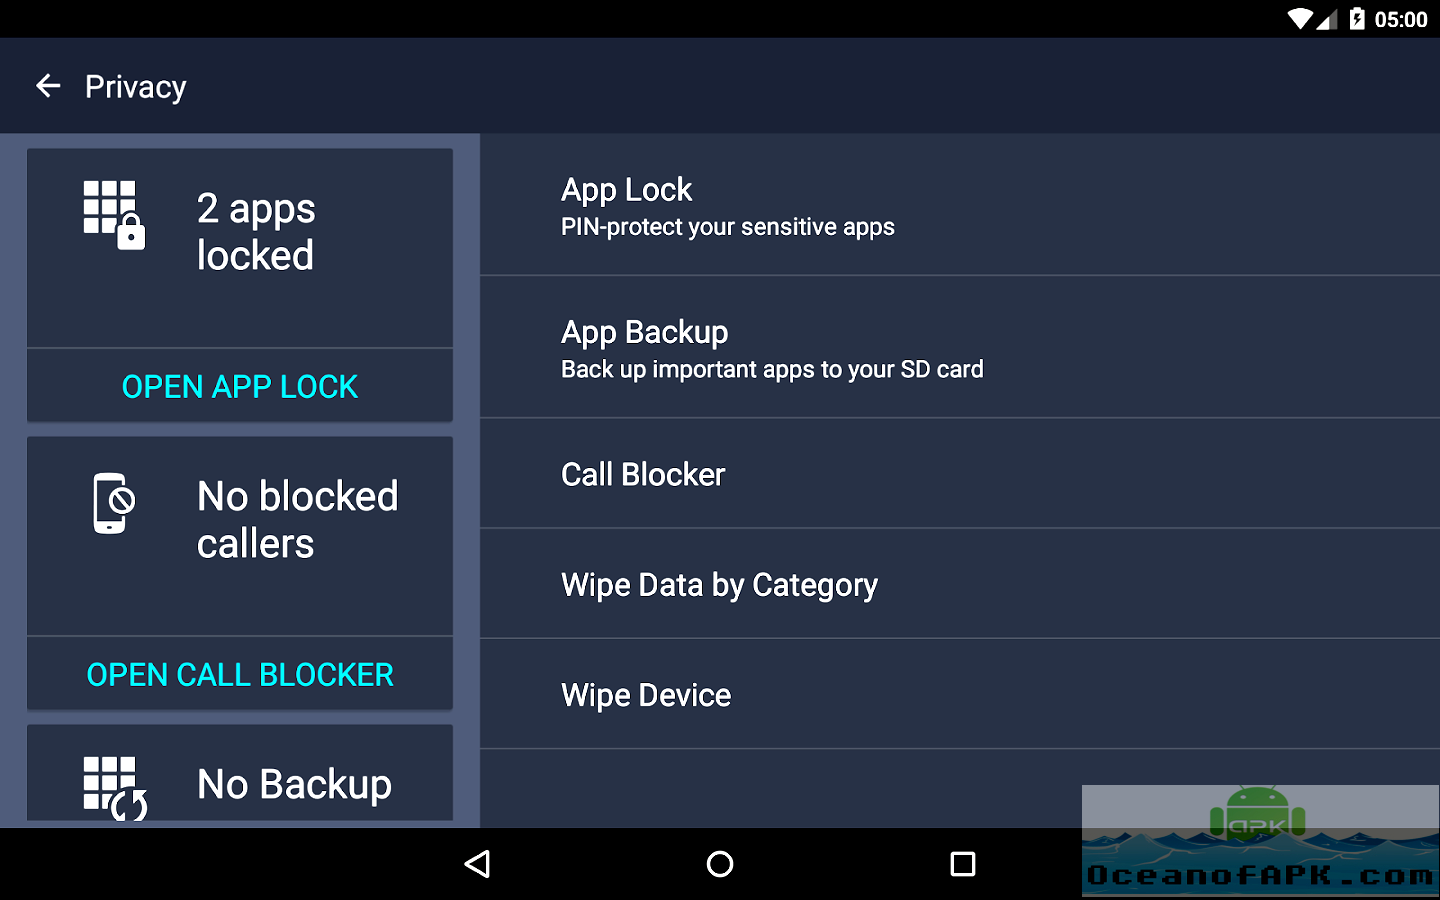 05:00
Privacy
2 apps
locked
OPEN APP LOCK
No blocked
callers
OPEN CALL BLOCKER
No Backup
App Lock
PIN-protect your sensitive apps
App Backup
Back up important apps to your SD card
Call Blocker
Wipe Data by Category
Wipe Device
APK
OceanofAPK.com